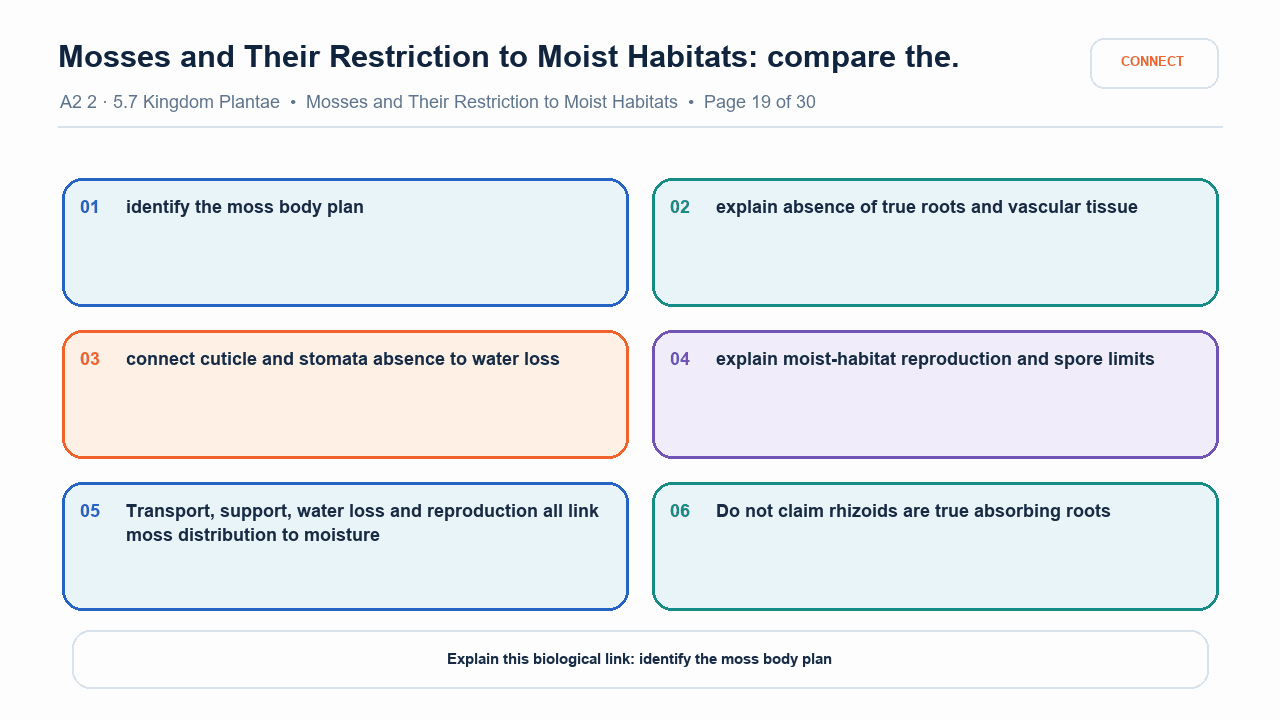 Mosses and Their Restriction to Moist Habitats: compare the.
CONNECT
A2 2 · 5.7 Kingdom Plantae • Mosses and Their Restriction to Moist Habitats • Page 19 of 30
01 identify the moss body plan
02 explain absence of true roots and vascular tissue
03 connect cuticle and stomata absence to water loss
04 explain moist-habitat reproduction and spore limits
05 Transport, support, water loss and reproduction all link
moss distribution to moisture
06 Do not claim rhizoids are true absorbing roots
Explain this biological link: identify the moss body plan